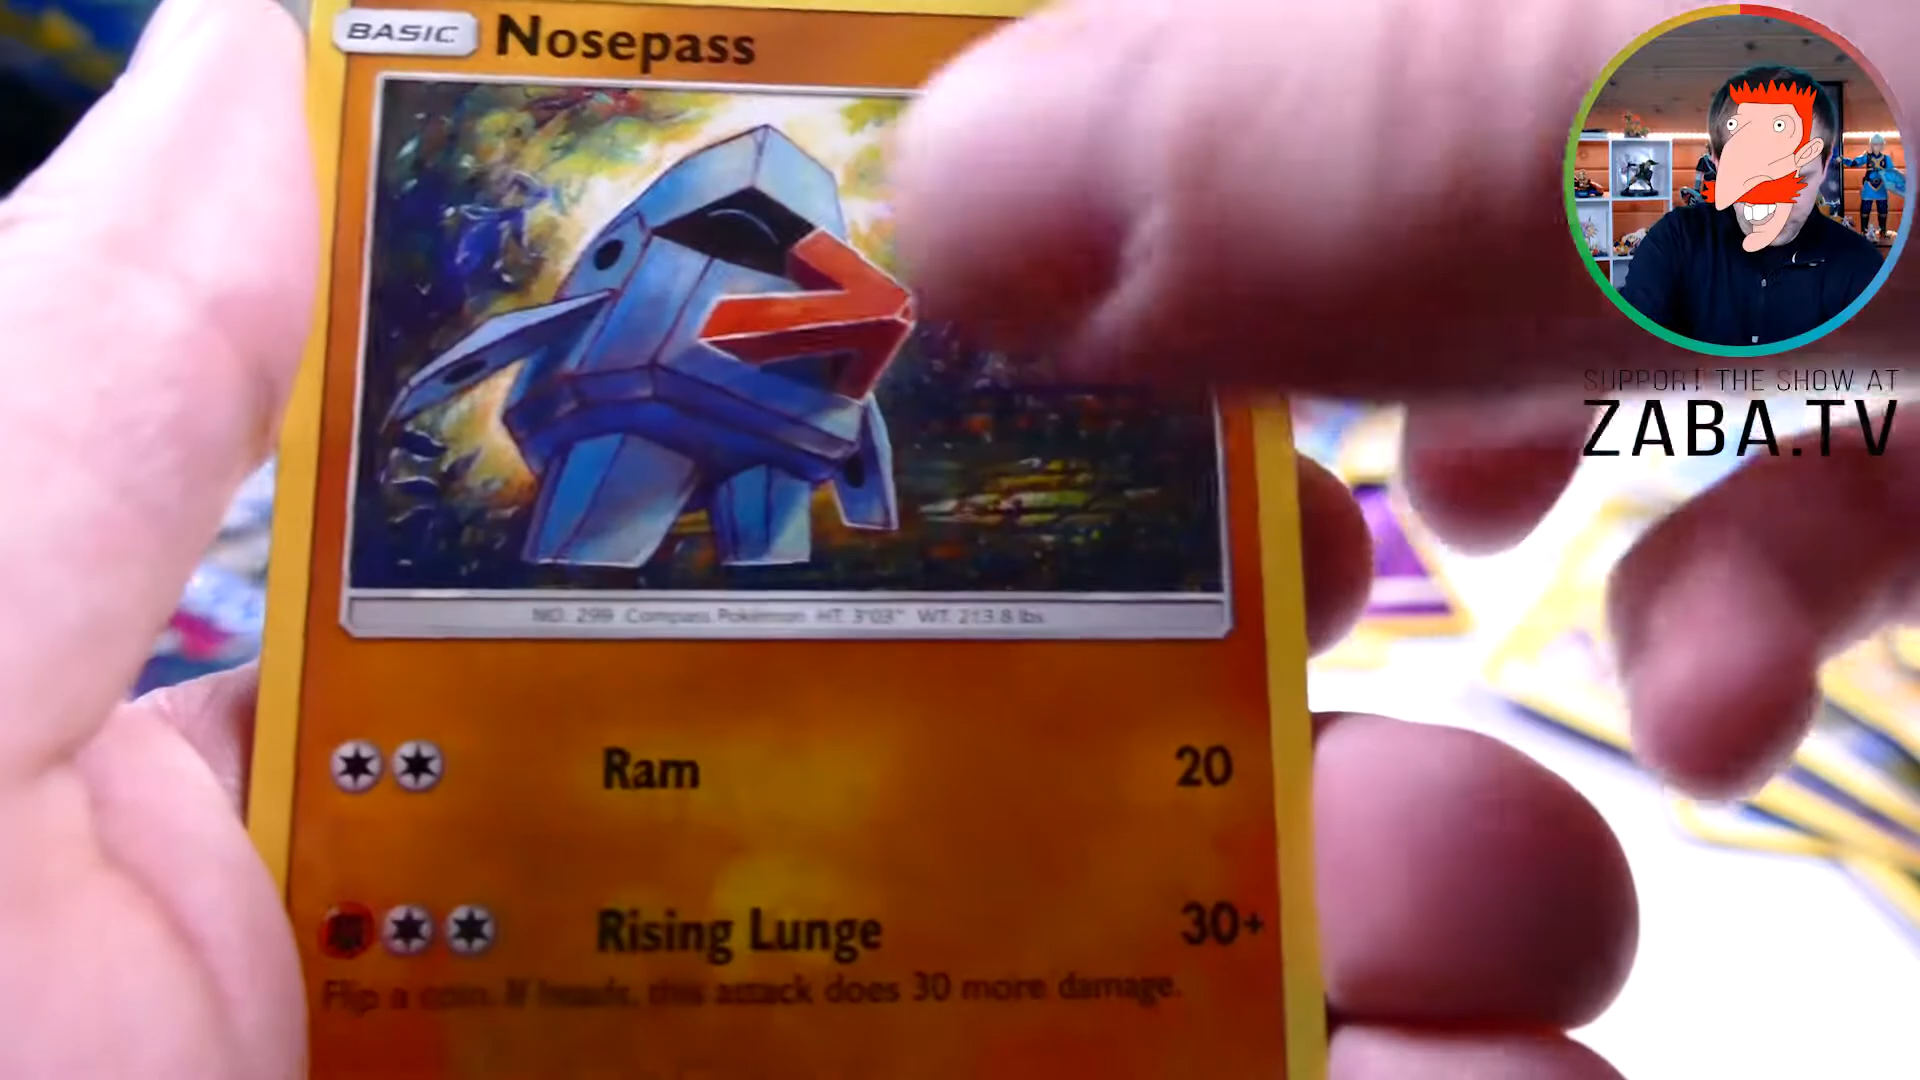 BASIC Nosepass
SUPPORT THE SHOW AT
ZABA.TV
NO. 299 Compass Pokémon HT. 3'03" WT. 213.8 lbs
Ram 20
Rising Lunge 30+
Flip a coin. If heads, this attack does 30 more damage.